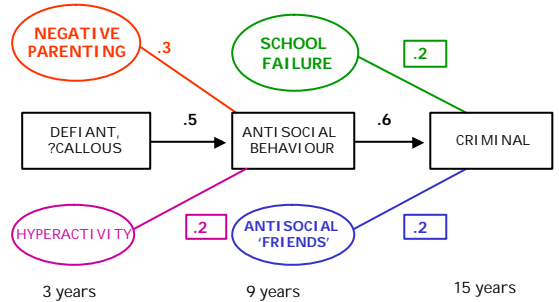 NEGATIVE
PARENTING
.3
SCHOOL
FAILURE
.2
DEFIANT,
?CALLOUS
.5
ANTISOCIAL
BEHAVIOUR
.6
CRIMINAL
HYPERACTIVITY
.2
ANTISOCIAL
'FRIENDS'
.2
3 years
9 years
15 years